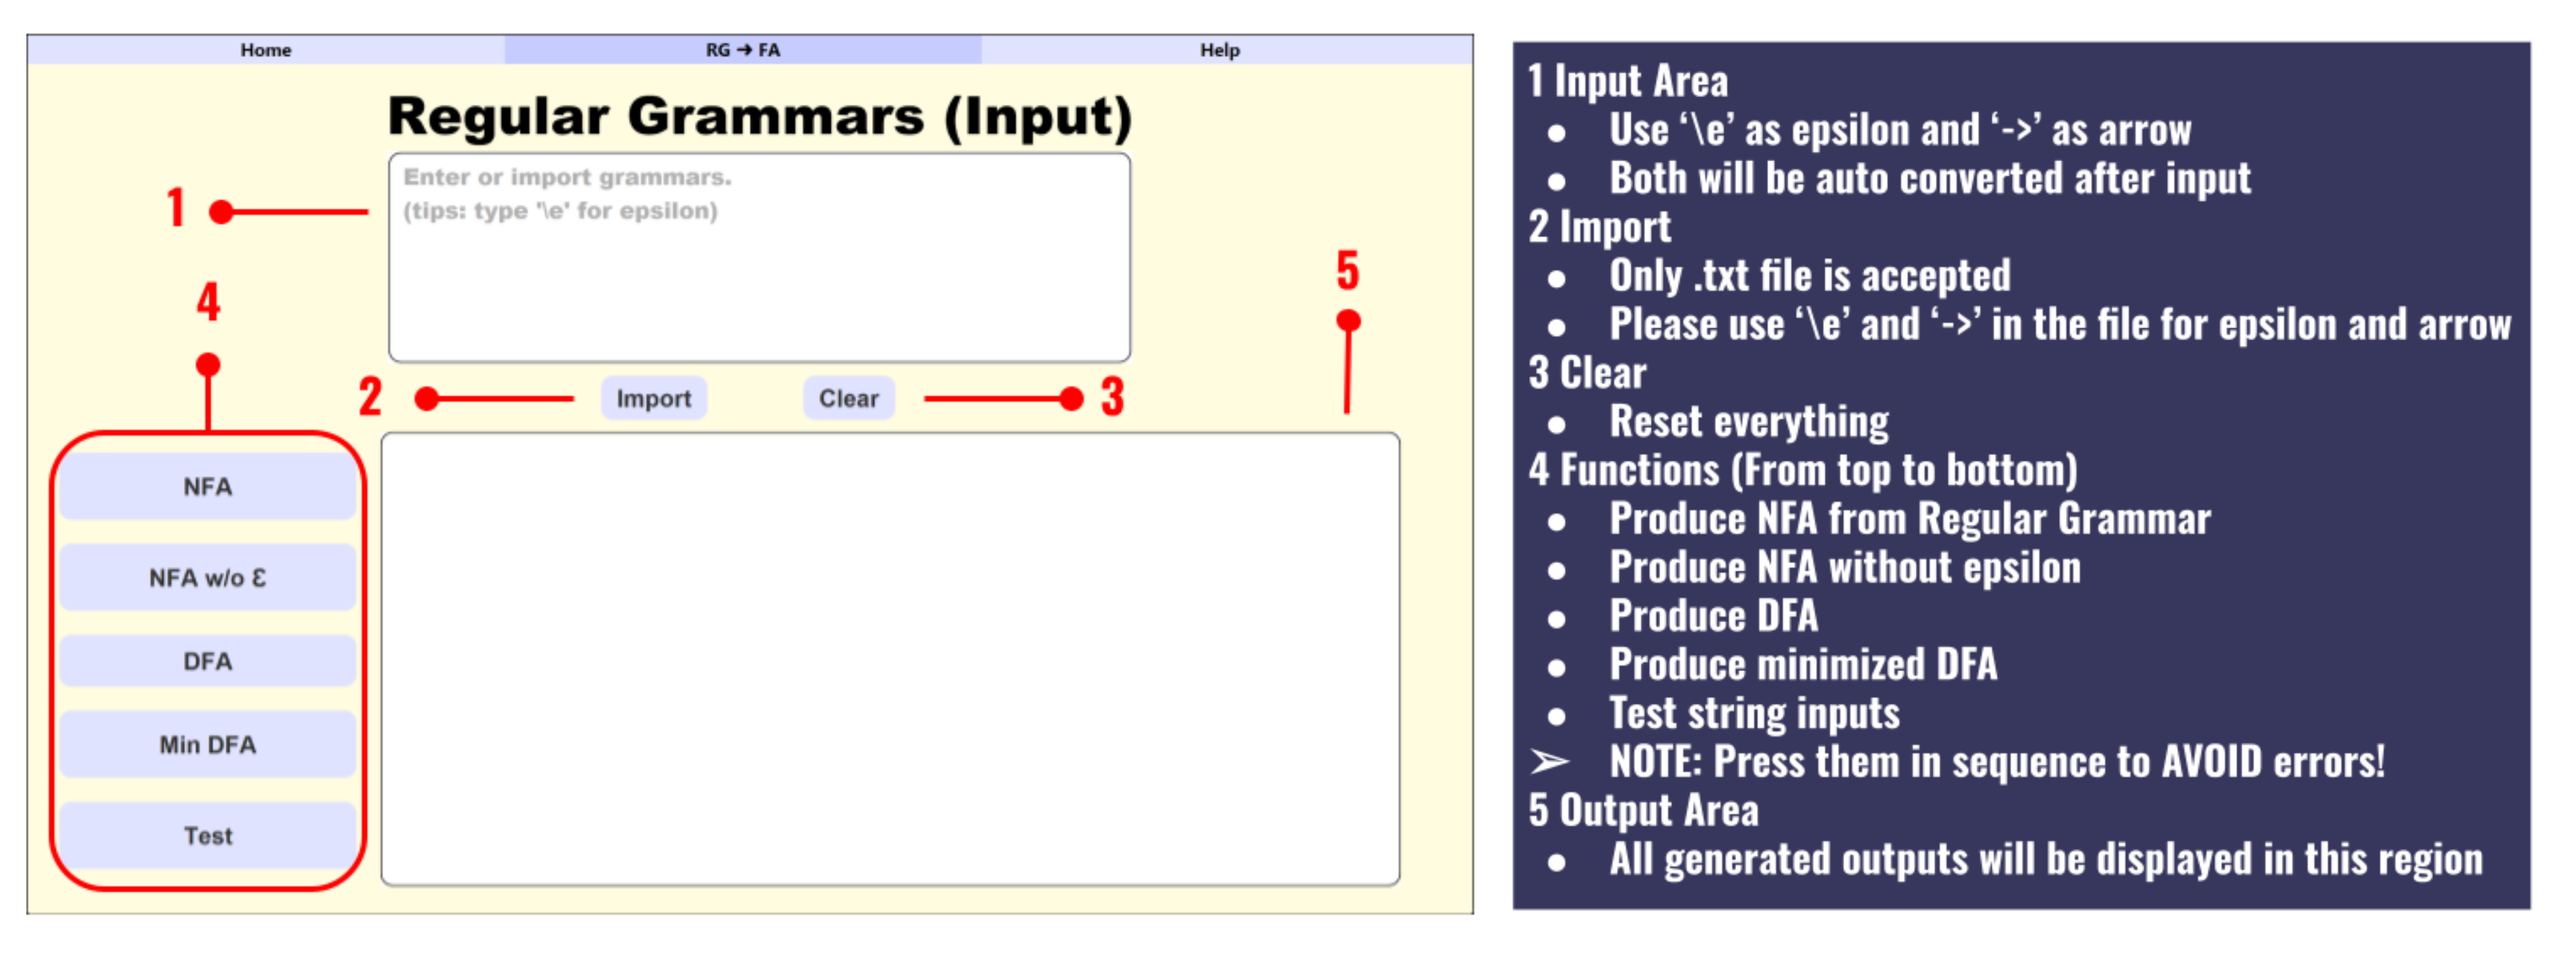 Home
RG ➔ FA
Help
Regular Grammars (Input)
Enter or import grammars.
(tips: type '\e' for epsilon)
1
4
5
2
Import
Clear
3
NFA
NFA w/o Ɛ
DFA
Min DFA
Test
1 Input Area
● Use ‘\e’ as epsilon and ‘->’ as arrow
● Both will be auto converted after input
2 Import
● Only .txt file is accepted
● Please use ‘\e’ and ‘->’ in the file for epsilon and arrow
3 Clear
● Reset everything
4 Functions (From top to bottom)
● Produce NFA from Regular Grammar
● Produce NFA without epsilon
● Produce DFA
● Produce minimized DFA
● Test string inputs
➢ NOTE: Press them in sequence to AVOID errors!
5 Output Area
● All generated outputs will be displayed in this region